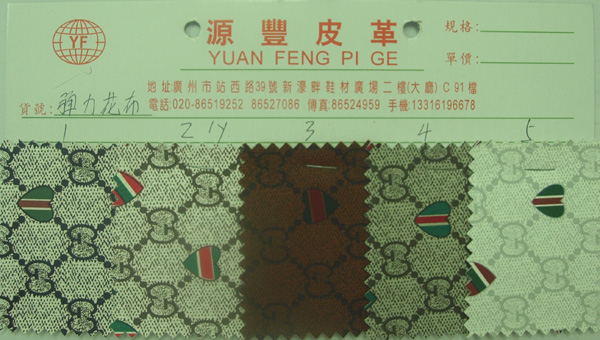 YF
源豐皮革
YUAN FENG PI GE
規格:
單價:
地址廣州市站西路39號新濠畔鞋材廣場二樓(大廳)C91檔
電話:020-86519252 86527086 傳真:86524959 手機:13316196678
貨號:弹力花布
1 2 1Y 3 4 5